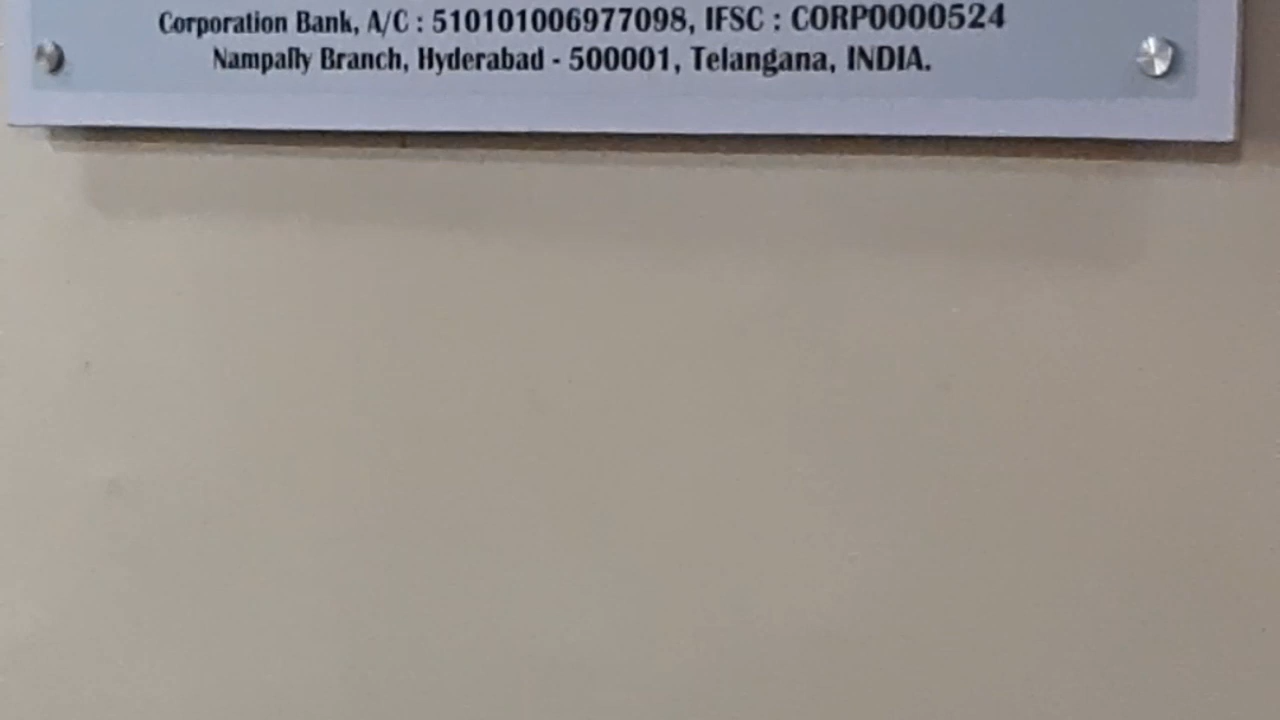 Corporation Bank, A/C : 510101006977098, IFSC : CORP0000524
Nampally Branch, Hyderabad - 500001, Telangana, INDIA.